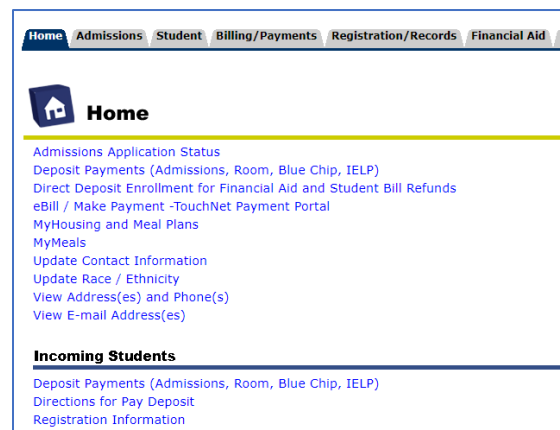 Home Admissions Student Billing/Payments Registration/Records Financial Aid
Home
Admissions Application Status
Deposit Payments (Admissions, Room, Blue Chip, IELP)
Direct Deposit Enrollment for Financial Aid and Student Bill Refunds
eBill / Make Payment -TouchNet Payment Portal
MyHousing and Meal Plans
MyMeals
Update Contact Information
Update Race / Ethnicity
View Address(es) and Phone(s)
View E-mail Address(es)
Incoming Students
Deposit Payments (Admissions, Room, Blue Chip, IELP)
Directions for Pay Deposit
Registration Information